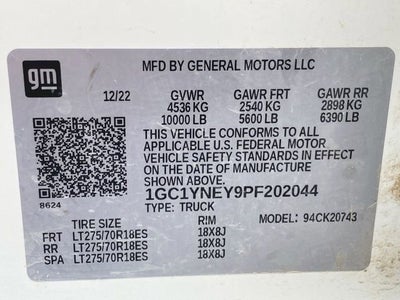 gm
MFD BY GENERAL MOTORS LLC
12/22 GVWR GAWR FRT GAWR RR
4536 KG 2540 KG 2898 KG
10000 LB 5600 LB 6390 LB
THIS VEHICLE CONFORMS TO ALL
APPLICABLE U.S. FEDERAL MOTOR
VEHICLE SAFETY STANDARDS IN EFFECT
ON THE DATE OF MANUFACTURE
SHOWN ABOVE.
8624 1GC1YNEY9PF202044
TYPE: TRUCK MODEL: 94CK20743
TIRE SIZE RIM
FRT LT275/70R18ES 18X8J
RR LT275/70R18ES 18X8J
SPA LT275/70R18ES 18X8J